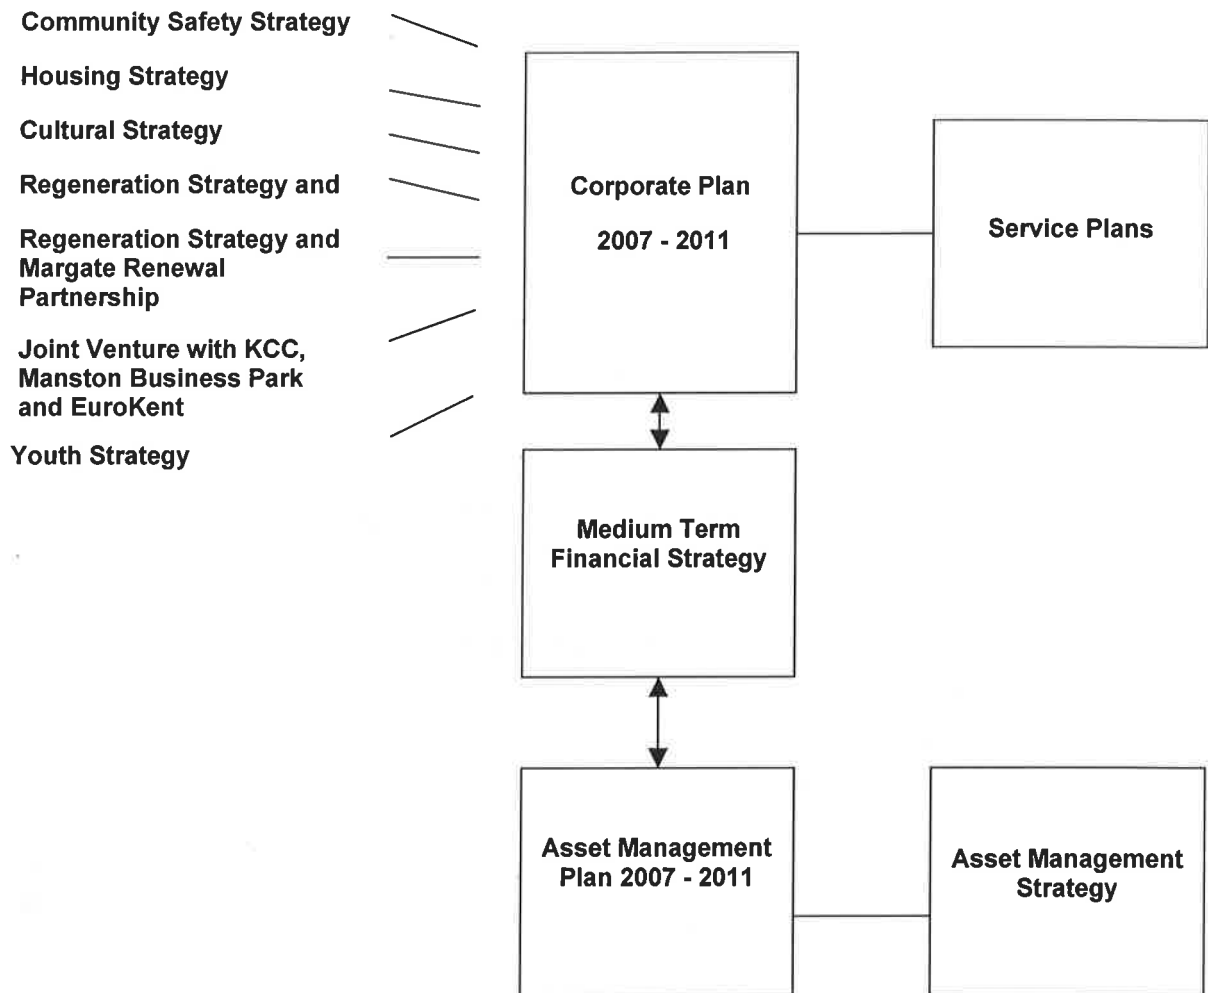 Community Safety Strategy
Housing Strategy
Cultural Strategy
Regeneration Strategy and
Regeneration Strategy and
Margate Renewal
Partnership
Joint Venture with KCC,
Manston Business Park
and EuroKent
Youth Strategy
Corporate Plan
2007 - 2011
Service Plans
Medium Term
Financial Strategy
Asset Management
Plan 2007 - 2011
Asset Management
Strategy